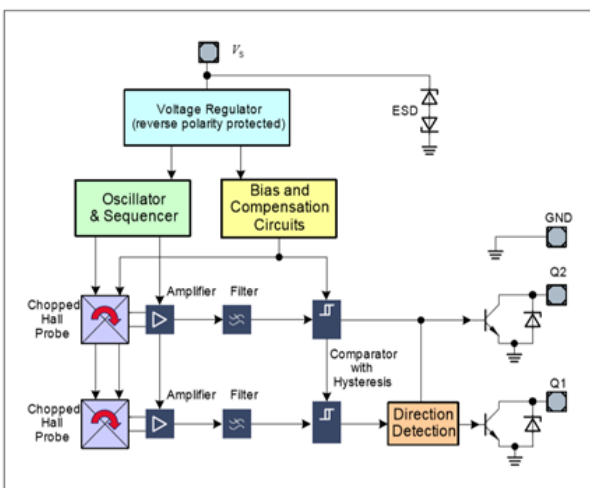 Vs
Voltage Regulator
(reverse polarity protected)
ESD
Oscillator
& Sequencer
Bias and
Compensation
Circuits
GND
Q2
Amplifier
Filter
Chopped
Hall
Probe
Comparator
with
Hysteresis
Amplifier
Filter
Q1
Chopped
Hall
Probe
Direction
Detection